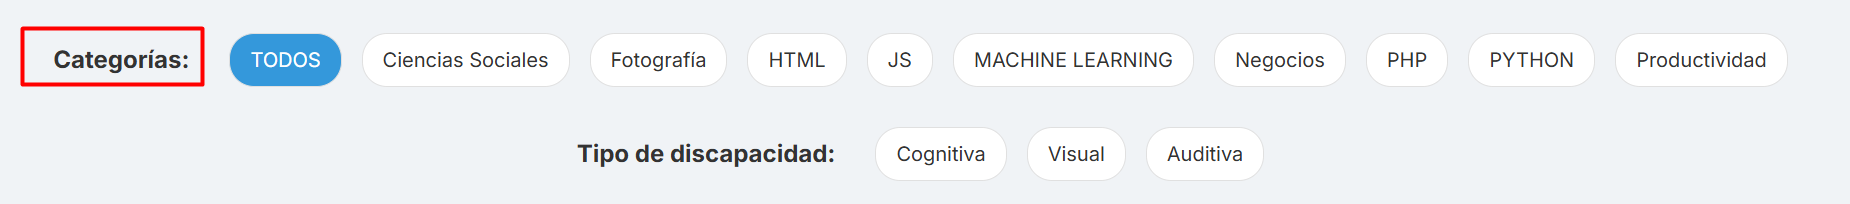 Categorías: TODOS Ciencias Sociales Fotografía HTML JS MACHINE LEARNING Negocios PHP PYTHON Productividad
Tipo de discapacidad: Cognitiva Visual Auditiva